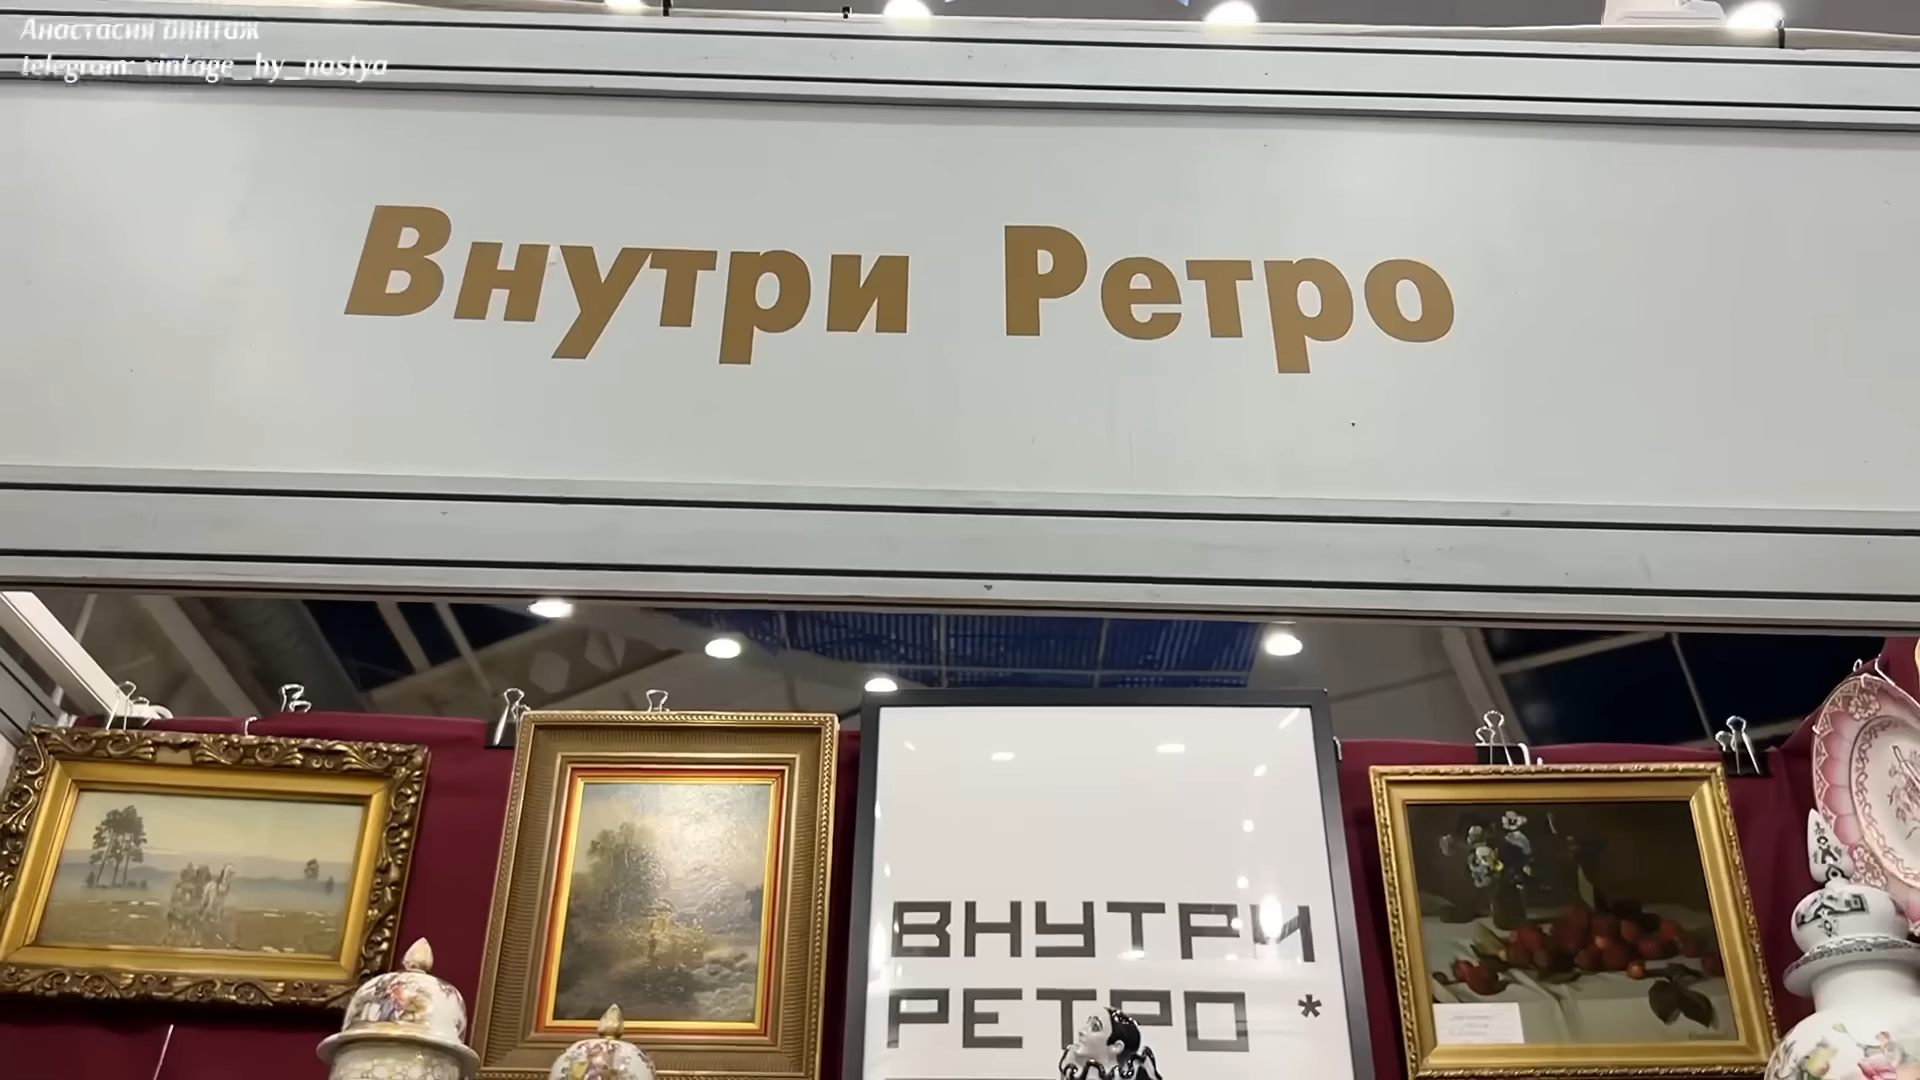 Анастасия Винтаж
telegram: vintage_by_nastya
Внутри Ретро
ВНУТРИ
РЕТРО *